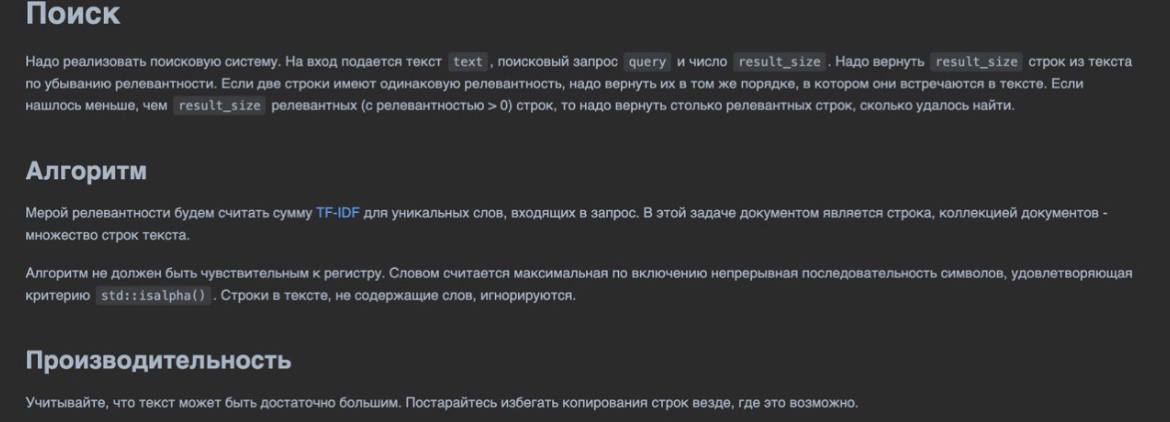 Поиск
Надо реализовать поисковую систему. На вход подается текст text, поисковый запрос query и число result_size. Надо вернуть result_size строк из текста
по убыванию релевантности. Если две строки имеют одинаковую релевантность, надо вернуть их в том же порядке, в котором они встречаются в тексте. Если
нашлось меньше, чем result_size релевантных (с релевантностью > 0) строк, то надо вернуть столько релевантных строк, сколько удалось найти.
Алгоритм
Мерой релевантности будем считать сумму TF-IDF для уникальных слов, входящих в запрос. В этой задаче документом является строка, коллекцией документов -
множество строк текста.
Алгоритм не должен быть чувствительным к регистру. Словом считается максимальная по включению непрерывная последовательность символов, удовлетворяющая
критерию std::isalpha(). Строки в тексте, не содержащие слов, игнорируются.
Производительность
Учитывайте, что текст может быть достаточно большим. Постарайтесь избегать копирования строк везде, где это возможно.